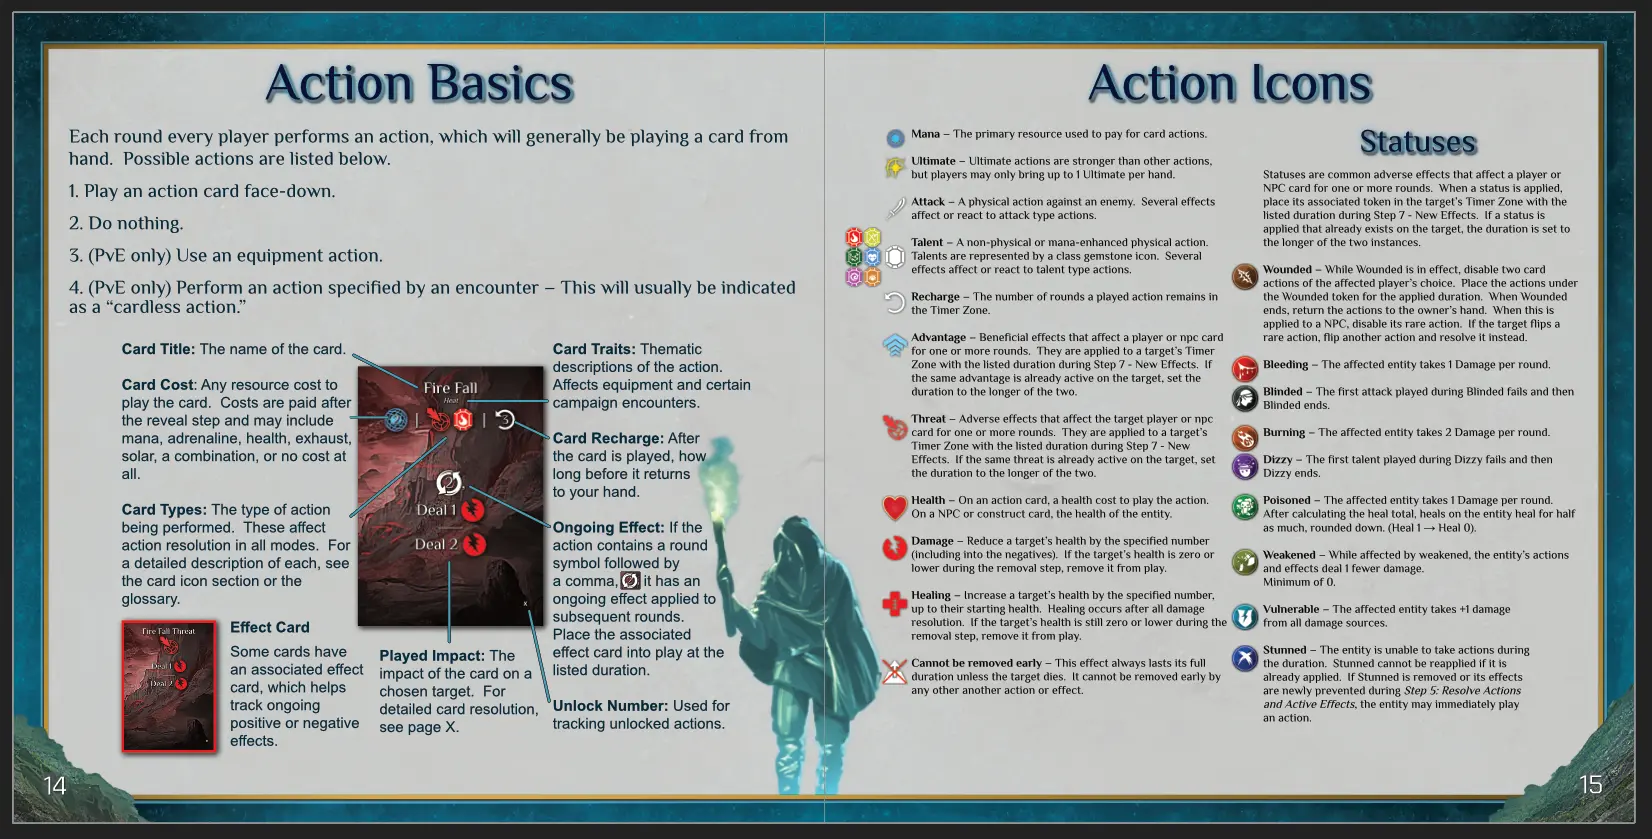 Action Basics
Each round every player performs an action, which will generally be playing a card from
hand. Possible actions are listed below.
1. Play an action card face-down.
2. Do nothing.
3. (PvE only) Use an equipment action.
4. (PvE only) Perform an action specified by an encounter – This will usually be indicated
as a “cardless action.”
Card Title: The name of the card.
Card Cost: Any resource cost to
play the card. Costs are paid after
the reveal step and may include
mana, adrenaline, health, exhaust,
solar, a combination, or no cost at
all.
Card Types: The type of action
being performed. These affect
action resolution in all modes. For
a detailed description of each, see
the card icon section or the
glossary.
Fire Fall Threat
Deal 1
Deal 2
Effect Card
Some cards have
an associated effect
card, which helps
track ongoing
positive or negative
effects.
Fire Fall
Heat
3
2,
Deal 1
Deal 2
x
Played Impact: The
impact of the card on a
chosen target. For
detailed card resolution,
see page X.
Card Traits: Thematic
descriptions of the action.
Affects equipment and certain
campaign encounters.
Card Recharge: After
the card is played, how
long before it returns
to your hand.
Ongoing Effect: If the
action contains a round
symbol followed by
a comma, it has an
ongoing effect applied to
subsequent rounds.
Place the associated
effect card into play at the
listed duration.
Unlock Number: Used for
tracking unlocked actions.
14
Action Icons
Mana – The primary resource used to pay for card actions.
Ultimate – Ultimate actions are stronger than other actions,
but players may only bring up to 1 Ultimate per hand.
Attack – A physical action against an enemy. Several effects
affect or react to attack type actions.
Talent – A non-physical or mana-enhanced physical action.
Talents are represented by a class gemstone icon. Several
effects affect or react to talent type actions.
Recharge – The number of rounds a played action remains in
the Timer Zone.
Advantage – Beneficial effects that affect a player or npc card
for one or more rounds. They are applied to a target's Timer
Zone with the listed duration during Step 7 - New Effects. If
the same advantage is already active on the target, set the
duration to the longer of the two.
Threat – Adverse effects that affect the target player or npc
card for one or more rounds. They are applied to a target's
Timer Zone with the listed duration during Step 7 - New
Effects. If the same threat is already active on the target, set
the duration to the longer of the two.
Health – On an action card, a health cost to play the action.
On a NPC or construct card, the health of the entity.
Damage – Reduce a target's health by the specified number
(including into the negatives). If the target's health is zero or
lower during the removal step, remove it from play.
Healing – Increase a target's health by the specified number,
up to their starting health. Healing occurs after all damage
resolution. If the target's health is still zero or lower during the
removal step, remove it from play.
Cannot be removed early – This effect always lasts its full
duration unless the target dies. It cannot be removed early by
any other another action or effect.
Statuses
Statuses are common adverse effects that affect a player or
NPC card for one or more rounds. When a status is applied,
place its associated token in the target's Timer Zone with the
listed duration during Step 7 - New Effects. If a status is
applied that already exists on the target, the duration is set to
the longer of the two instances.
Wounded – While Wounded is in effect, disable two card
actions of the affected player's choice. Place the actions under
the Wounded token for the applied duration. When Wounded
ends, return the actions to the owner's hand. When this is
applied to a NPC, disable its rare action. If the target flips a
rare action, flip another action and resolve it instead.
Bleeding – The affected entity takes 1 Damage per round.
Blinded – The first attack played during Blinded fails and then
Blinded ends.
Burning – The affected entity takes 2 Damage per round.
Dizzy – The first talent played during Dizzy fails and then
Dizzy ends.
Poisoned – The affected entity takes 1 Damage per round.
After calculating the heal total, heals on the entity heal for half
as much, rounded down. (Heal 1 → Heal 0).
Weakened – While affected by weakened, the entity's actions
and effects deal 1 fewer damage.
Minimum of 0.
Vulnerable – The affected entity takes +1 damage
from all damage sources.
Stunned – The entity is unable to take actions during
the duration. Stunned cannot be reapplied if it is
already applied. If Stunned is removed or its effects
are newly prevented during Step 5: Resolve Actions
and Active Effects, the entity may immediately play
an action.
15